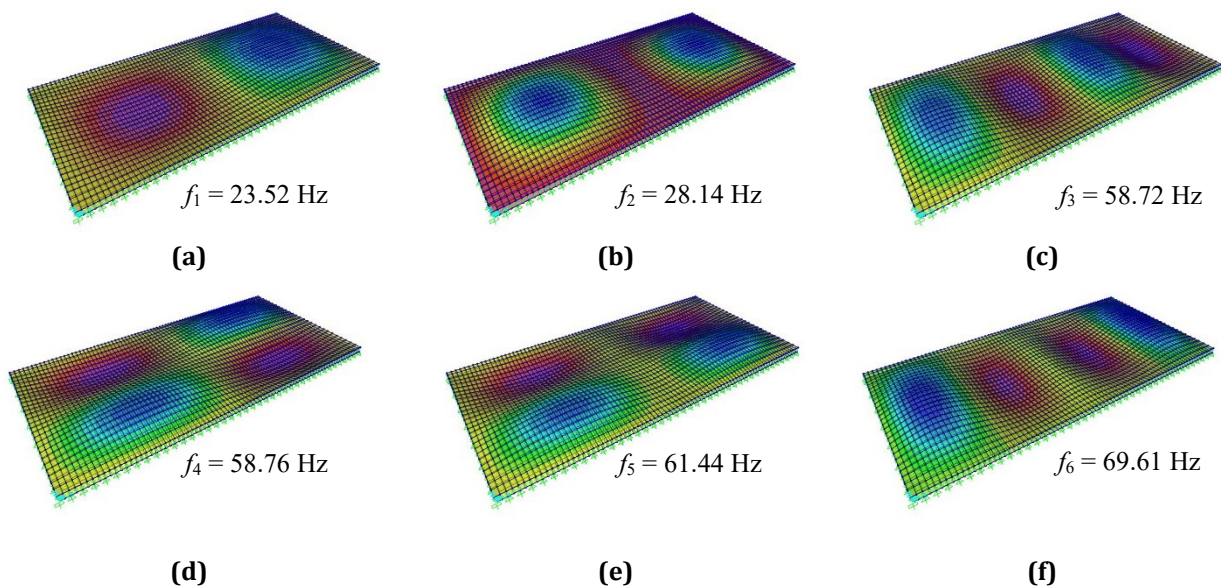 f₁ = 23.52 Hz
f₂ = 28.14 Hz
f₃ = 58.72 Hz
(a)
(b)
(c)
f₄ = 58.76 Hz
f₅ = 61.44 Hz
f₆ = 69.61 Hz
(d)
(e)
(f)